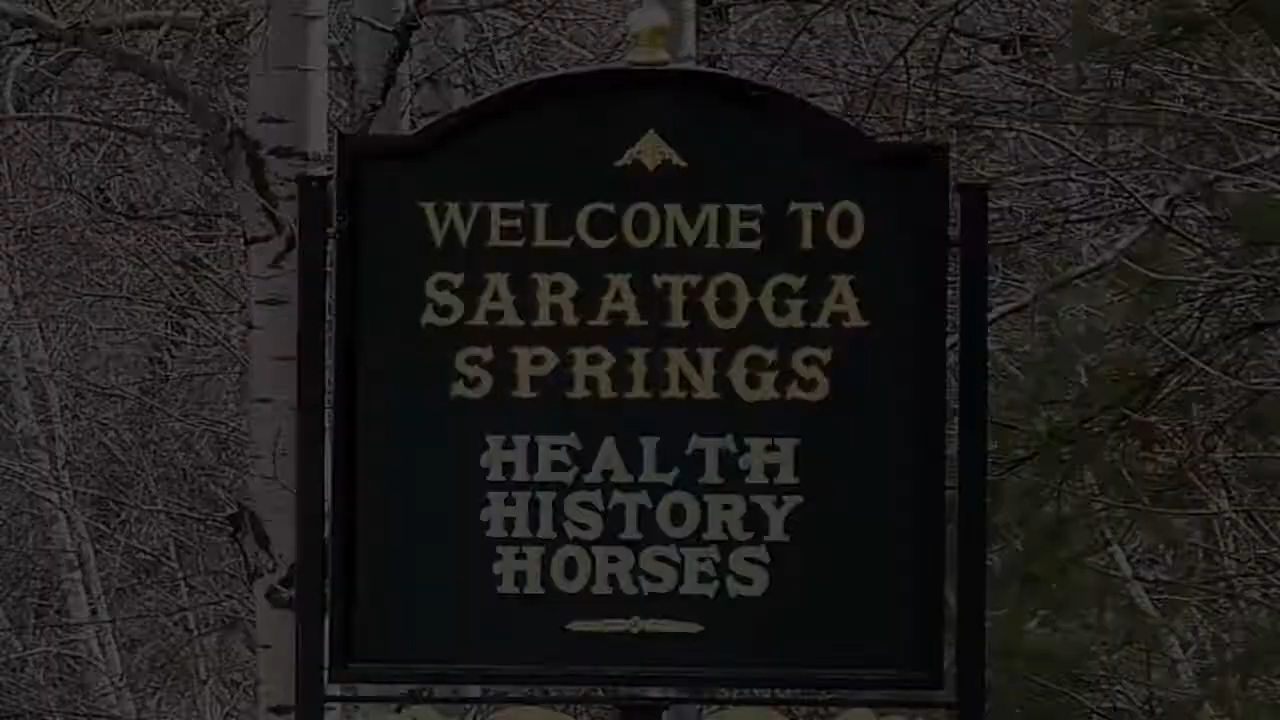 WELCOME TO
SARATOGA
SPRINGS
HEALTH
HISTORY
HORSES